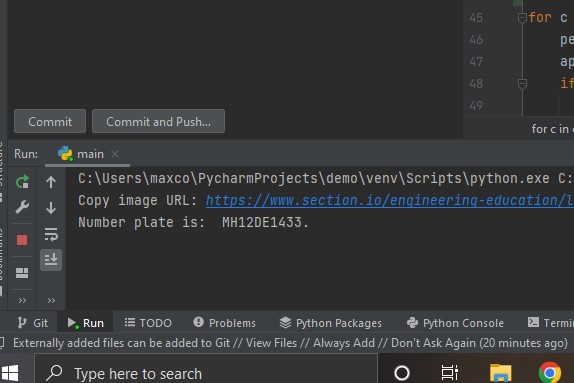 45 for c
46 pe
47 ap
48 if
49
Commit Commit and Push...
for c in
Run: main
C:\Users\maxco\PycharmProjects\demo\venv\Scripts\python.exe C:
Copy image URL: https://www.section.io/engineering-education/l
Number plate is:  MH12DE1433.
Git Run TODO Problems Python Packages Python Console Termi
Externally added files can be added to Git // View Files // Always Add // Don't Ask Again (20 minutes ago)
Type here to search